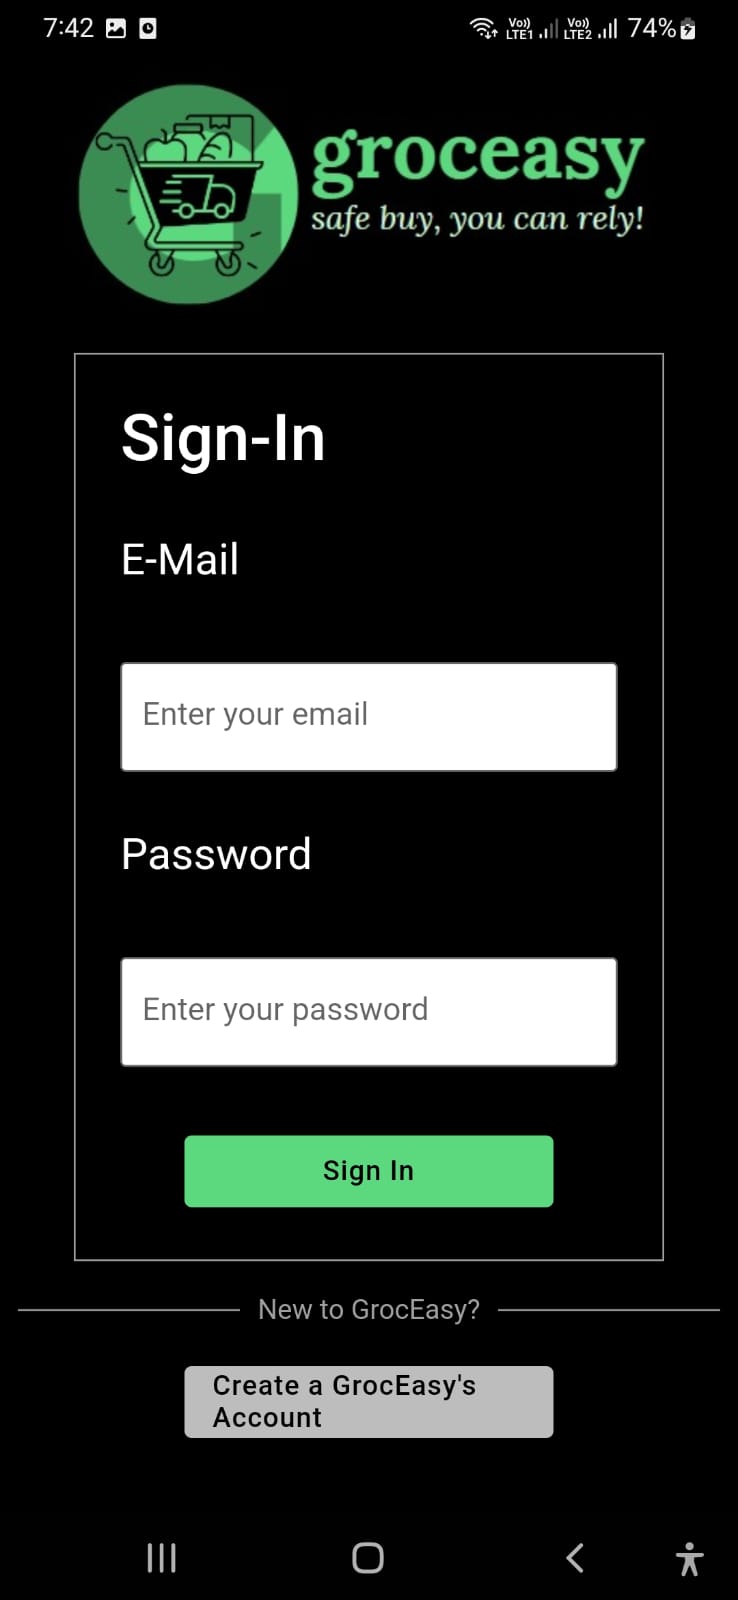 7:42 Vo)) LTE1 Vo)) LTE2 74%
groceasy
safe buy, you can rely!
Sign-In
E-Mail
Enter your email
Password
Enter your password
Sign In
New to GrocEasy?
Create a GrocEasy's
Account